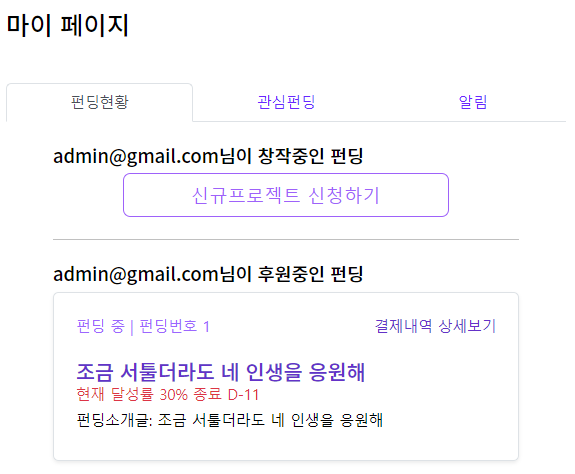 마이 페이지
펀딩현황 관심펀딩 알림
admin@gmail.com님이 창작중인 펀딩
신규프로젝트 신청하기
admin@gmail.com님이 후원중인 펀딩
펀딩 중 | 펀딩번호 1 결제내역 상세보기
조금 서툴더라도 네 인생을 응원해
현재 달성률 30% 종료 D-11
펀딩소개글: 조금 서툴더라도 네 인생을 응원해